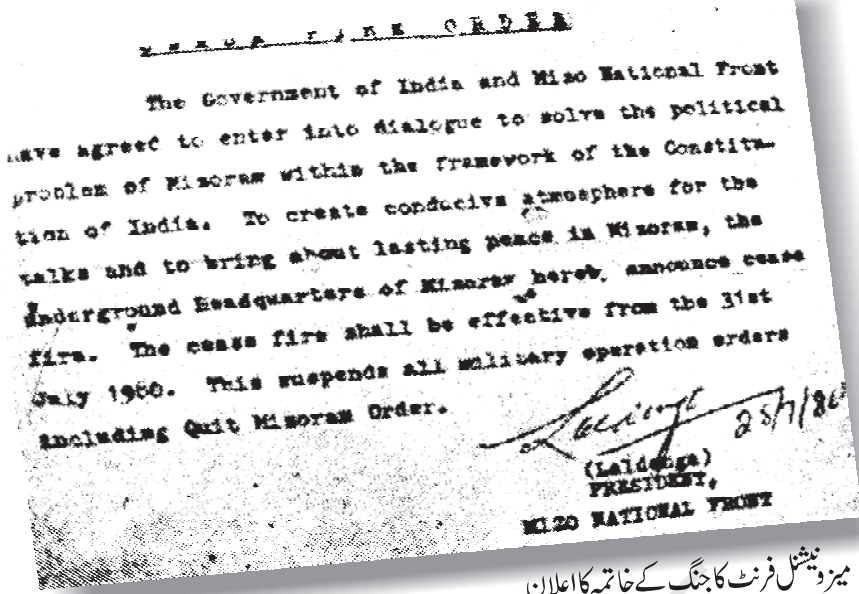 FIRE ORDER
The Government of India and Mizo National Front
have agreed to enter into dialogue to solve the political
problem of Mizoram within the framework of the Constitu-
tion of India. To create conducive atmosphere for the
talks and to bring about lasting peace in Mizoram, the
Underground Headquarters of Mizoram hereby announce cease
fire. The cease fire shall be effective from the 31st
July 1980. This suspends all military operation orders
including Quit Mizoram Order.
25/7/80
(Laldenga)
PRESIDENT,
MIZO NATIONAL FRONT
میزو نیشنل فرنٹ کا جنگ کے خاتمہ کا اعلان